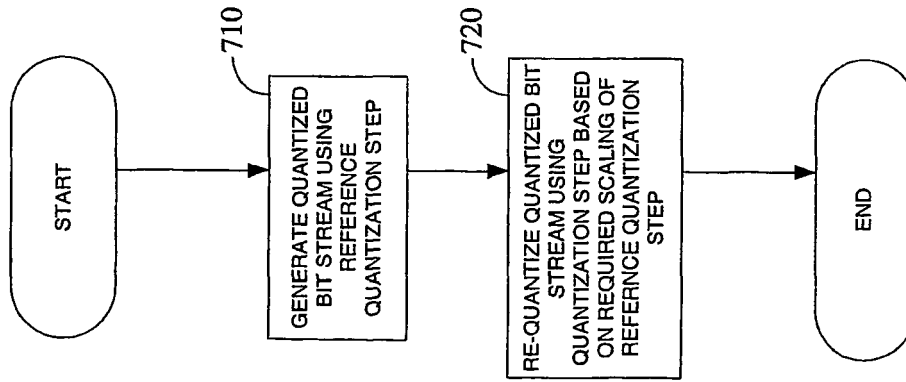 START
710
GENERATE QUANTIZED
BIT STREAM USING
REFERENCE
QUANTIZATION STEP
720
RE-QUANTIZE QUANTIZED BIT
STREAM USING
QUANTIZATION STEP BASED
ON REQUIRED SCALING OF
REFERNCE QUANTIZATION
STEP
END